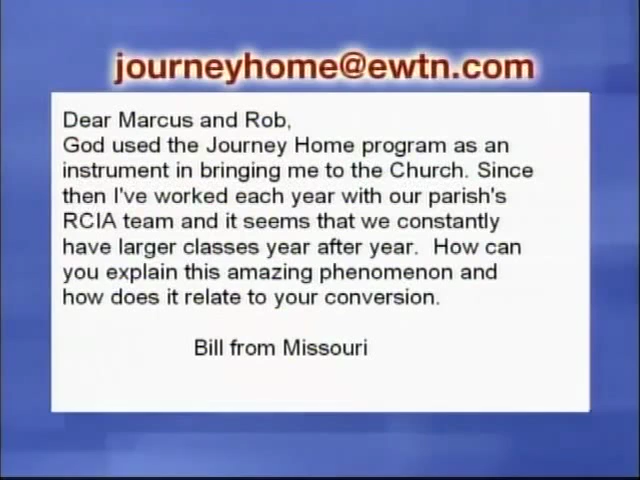 journeyhome@ewtn.com
Dear Marcus and Rob,
God used the Journey Home program as an
instrument in bringing me to the Church. Since
then I've worked each year with our parish's
RCIA team and it seems that we constantly
have larger classes year after year.  How can
you explain this amazing phenomenon and
how does it relate to your conversion.
Bill from Missouri